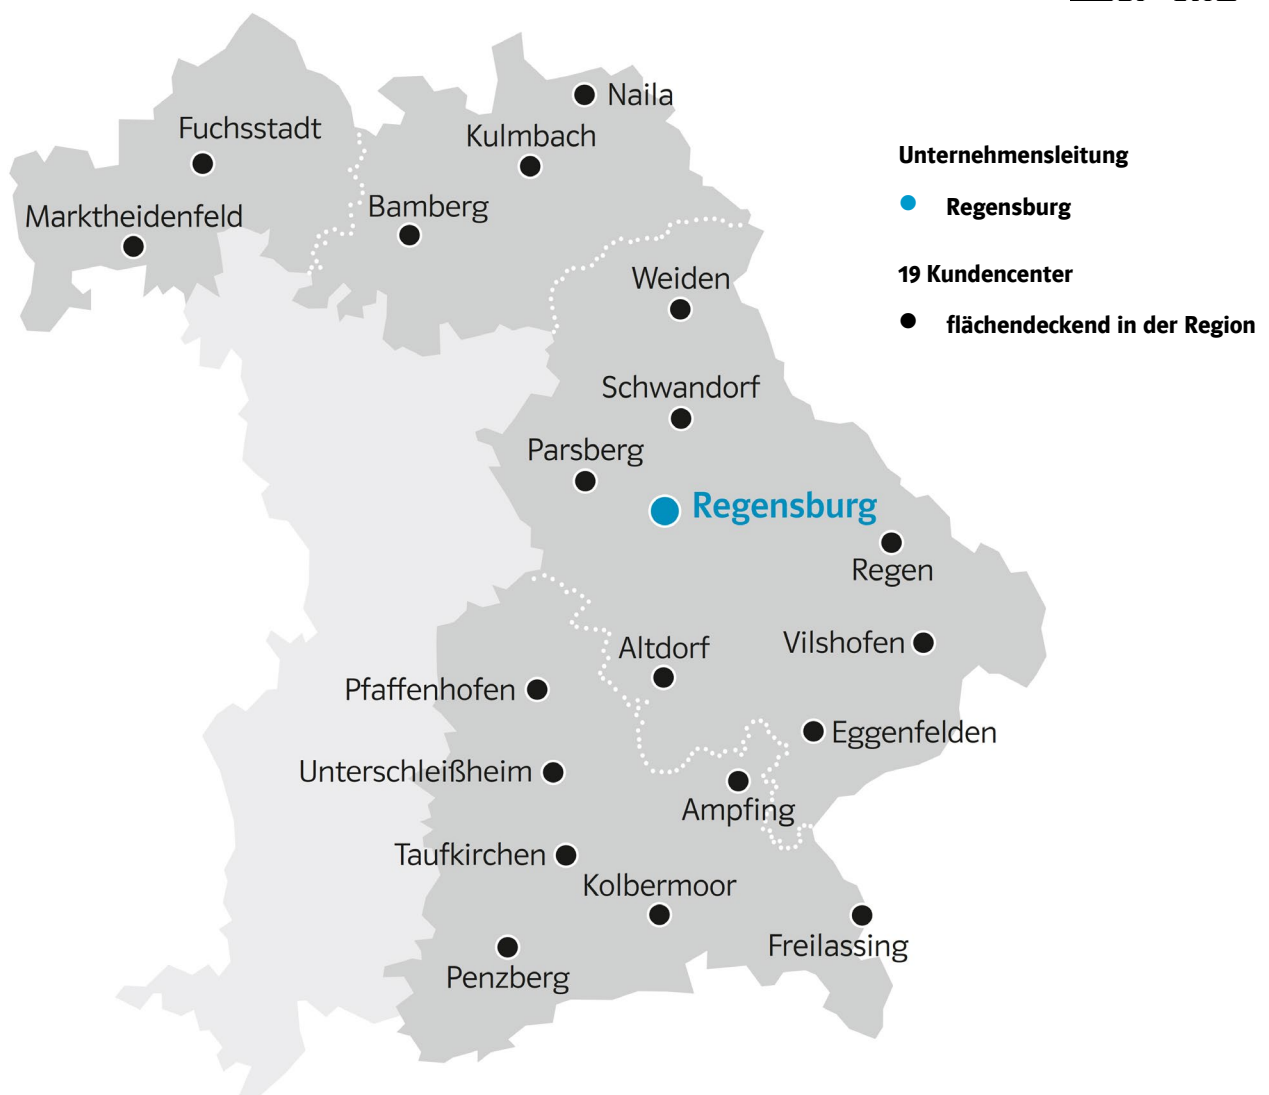 Naila
Fuchsstadt
Kulmbach
Unternehmensleitung
Marktheidenfeld
Bamberg
Regensburg
19 Kundencenter
Weiden
flächendeckend in der Region
Schwandorf
Parsberg
Regensburg
Regen
Altdorf
Vilshofen
Pfaffenhofen
Eggenfelden
Unterschleißheim
Ampfing
Taufkirchen
Kolbermoor
Freilassing
Penzberg